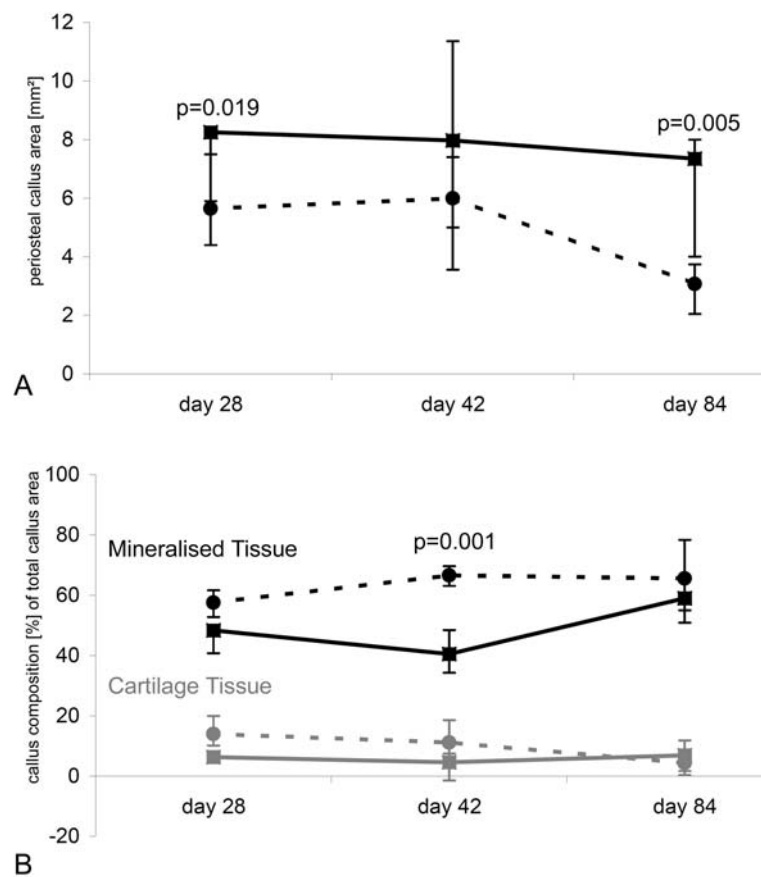 12
10
8
6
4
2
0
periosteal callus area [mm²]
p=0.019
p=0.005
day 28 day 42 day 84
A
100
80
60
40
20
0
-20
callus composition [%] of total callus area
Mineralised Tissue
p=0.001
Cartilage Tissue
day 28 day 42 day 84
B